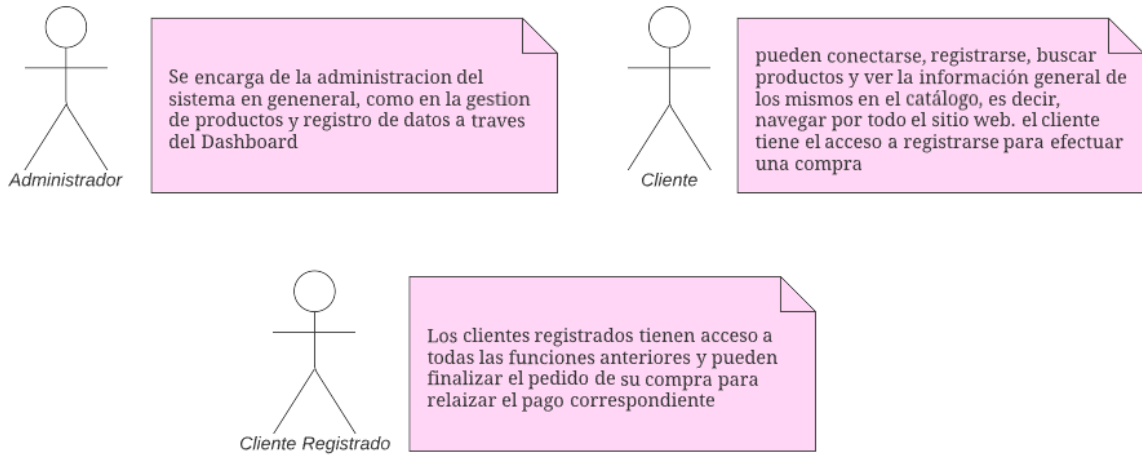 Se encarga de la administracion del
sistema en geneneral, como en la gestion
de productos y registro de datos a traves
del Dashboard
Administrador
pueden conectarse, registrarse, buscar
productos y ver la información general de
los mismos en el catálogo, es decir,
navegar por todo el sitio web. el cliente
tiene el acceso a registrarse para efectuar
una compra
Cliente
Los clientes registrados tienen acceso a
todas las funciones anteriores y pueden
finalizar el pedido de su compra para
relaizar el pago correspondiente
Cliente Registrado